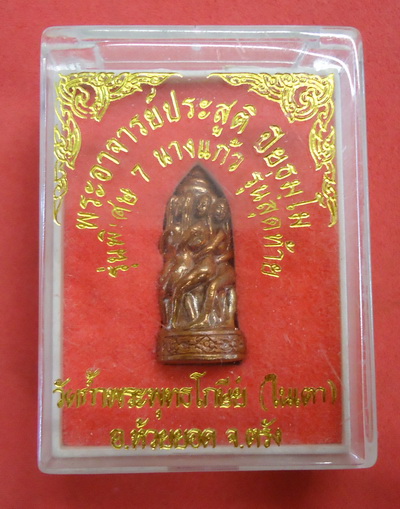 พระอาจารย์ประสูติ ปิยธมฺโม
รุ่นพิเศษ 7 นางแก้ว รุ่นสุดท้าย
วัดถ้ำพระพุทธโกษีย์ (ในเตา)
อ.ห้วยยอด จ.ตรัง